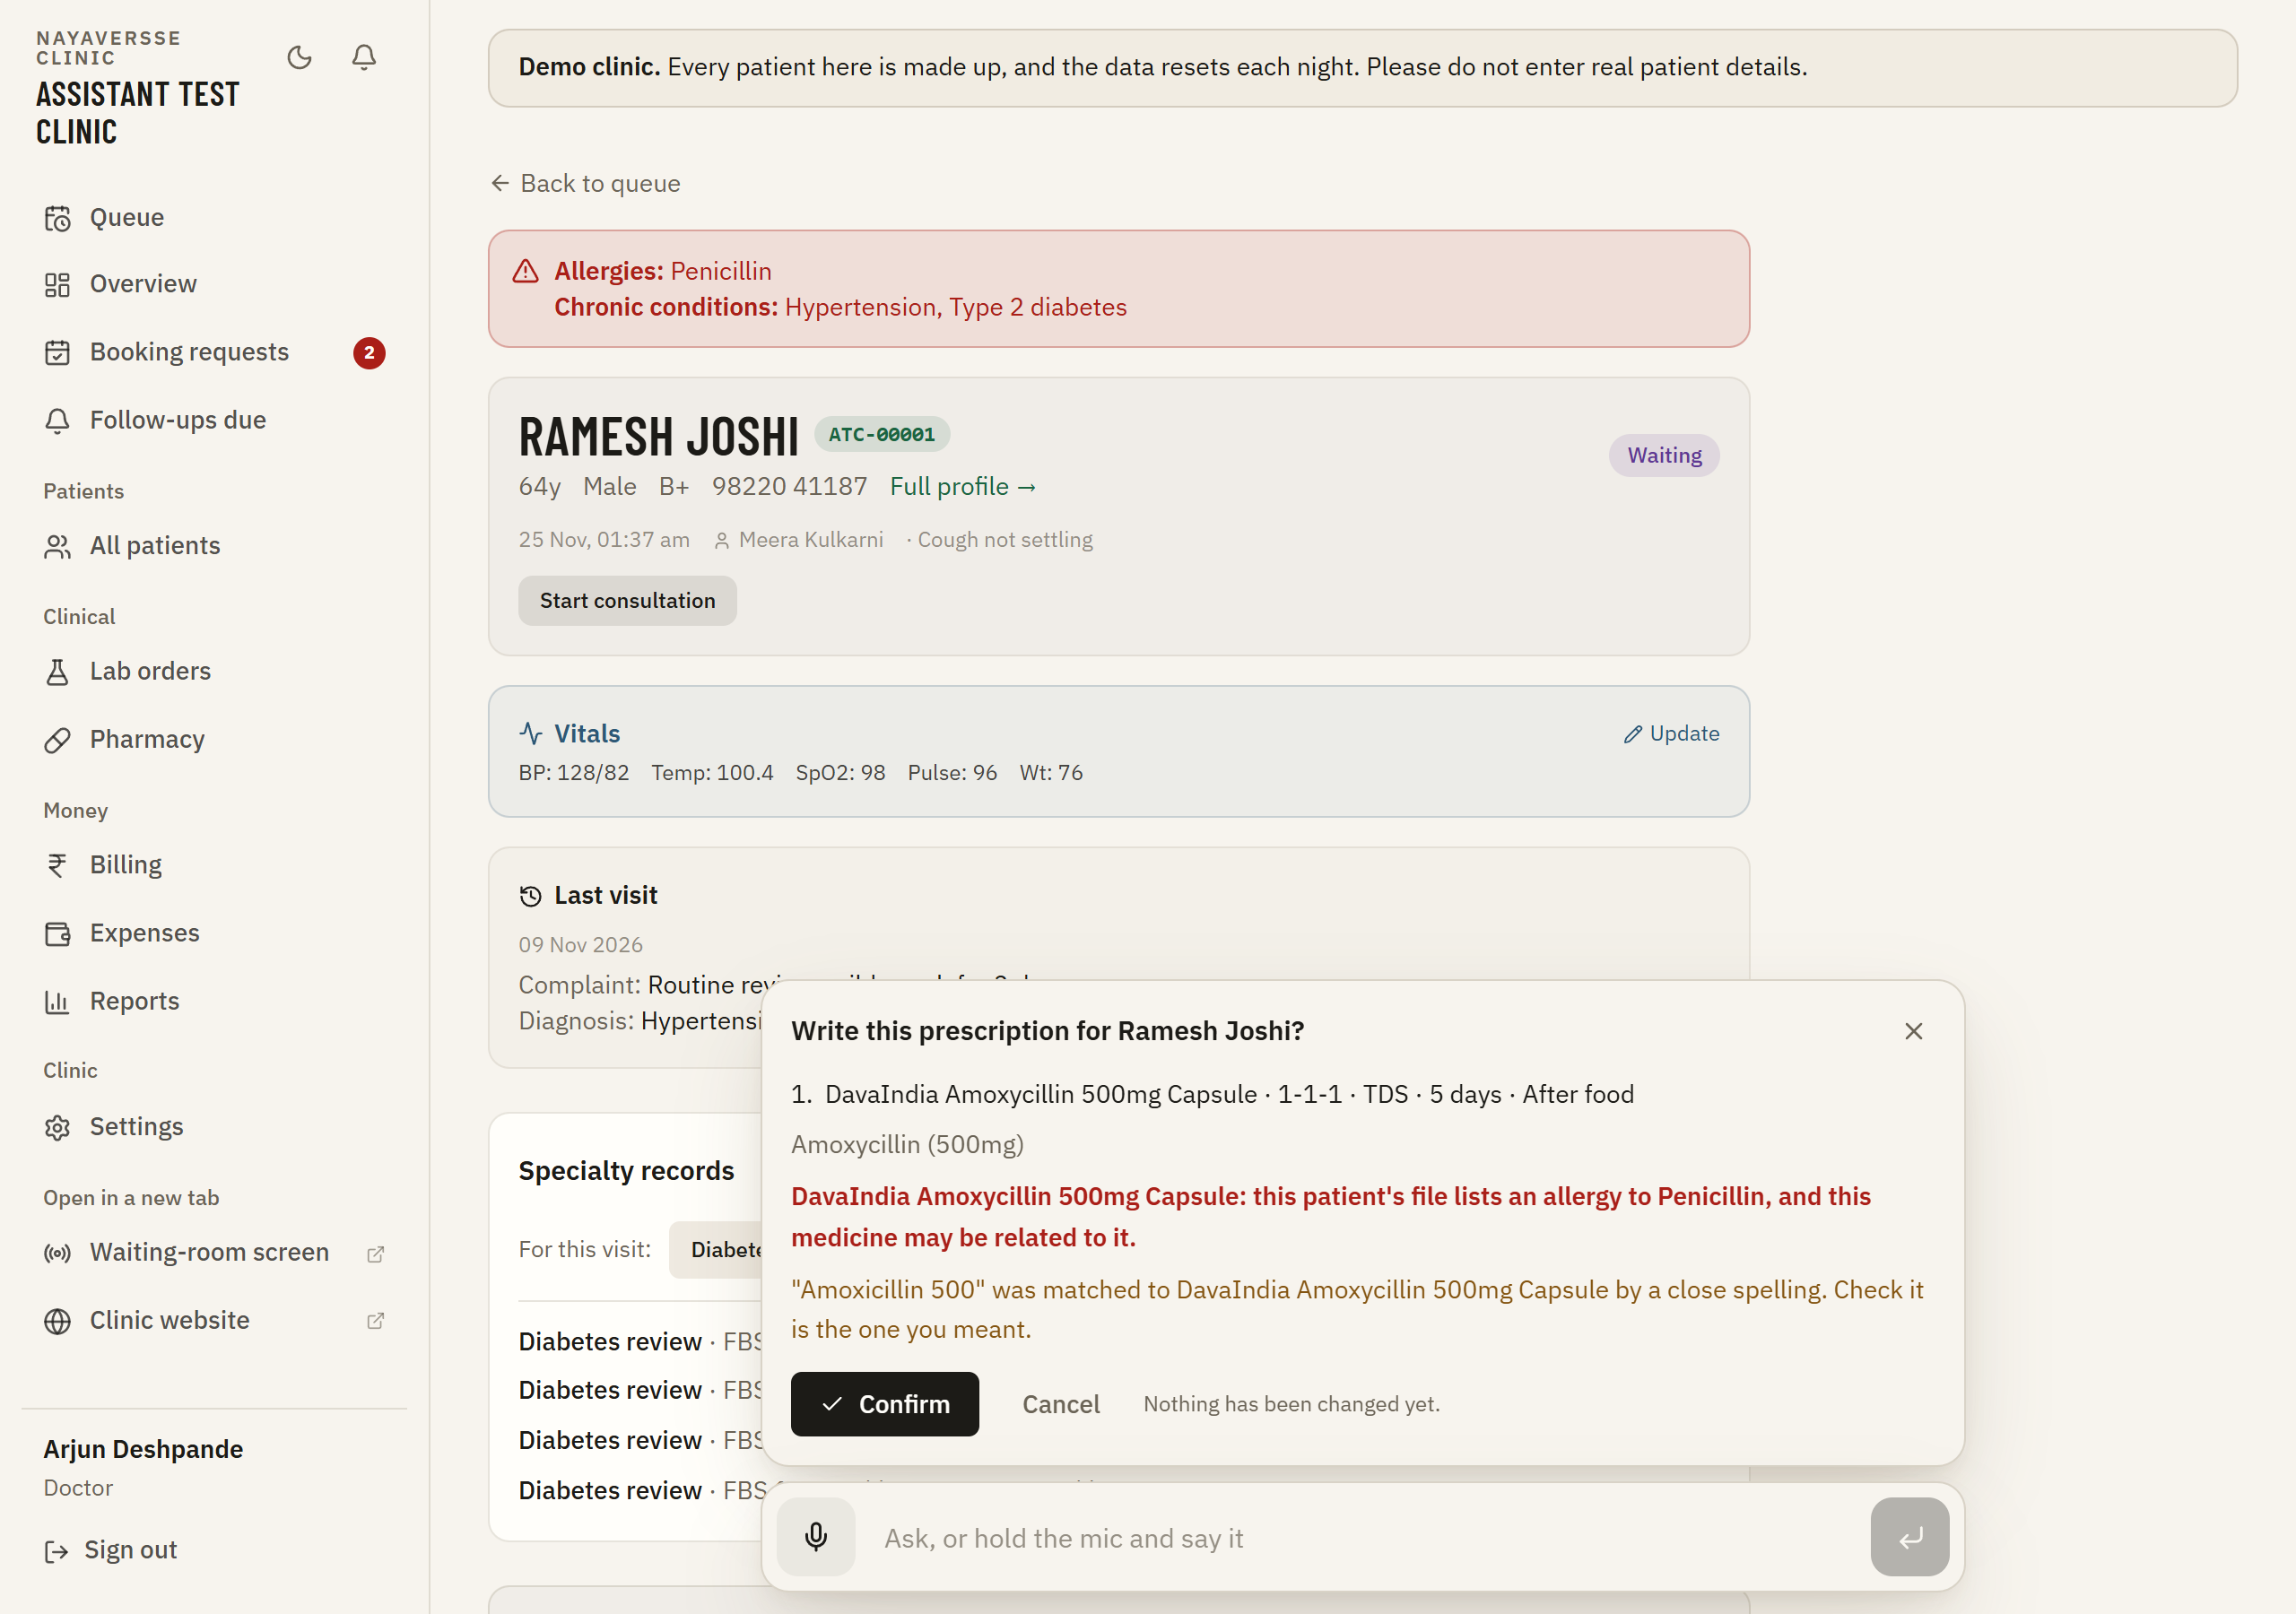 NAYAVERSSE
CLINIC
ASSISTANT TEST
CLINIC
Queue
Overview
Booking requests 2
Follow-ups due
Patients
All patients
Clinical
Lab orders
Pharmacy
Money
Billing
Expenses
Reports
Clinic
Settings
Open in a new tab
Waiting-room screen
Clinic website
Arjun Deshpande
Doctor
Sign out
Demo clinic. Every patient here is made up, and the data resets each night. Please do not enter real patient details.
← Back to queue
Allergies: Penicillin
Chronic conditions: Hypertension, Type 2 diabetes
RAMESH JOSHI ATC-00001
Waiting
64y Male B+ 98220 41187 Full profile →
25 Nov, 01:37 am Meera Kulkarni · Cough not settling
Start consultation
Vitals Update
BP: 128/82 Temp: 100.4 SpO2: 98 Pulse: 96 Wt: 76
Last visit
09 Nov 2026
Complaint: Routine
Diagnosis:
Specialty records
For this visit:
Diabetes review · FBS
Diabetes review · FBS
Diabetes review · FBS
Diabetes review · FBS
Write this prescription for Ramesh Joshi?
1. DavaIndia Amoxycillin 500mg Capsule · 1-1-1 · TDS · 5 days · After food
Amoxycillin (500mg)
DavaIndia Amoxycillin 500mg Capsule: this patient's file lists an allergy to Penicillin, and this
medicine may be related to it.
"Amoxicillin 500" was matched to DavaIndia Amoxycillin 500mg Capsule by a close spelling. Check it
is the one you meant.
Confirm Cancel Nothing has been changed yet.
Ask, or hold the mic and say it